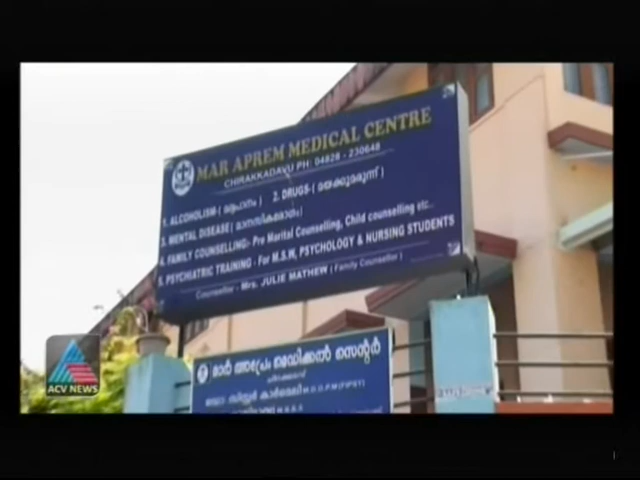 MAR APREM MEDICAL CENTRE
CHIRAKKADAVU PH: 04828 - 230648
1. ALCOHOLISM- ( മദ്യപാനം ) 2. DRUGS- ( മയക്കുമരുന്ന് )
3. MENTAL DISEASE ( മാനസികരോഗം )
4. FAMILY COUNSELLING- Pre Marital Counselling, Child counselling etc..
5. PSYCHIATRIC TRAINING - For M.S.W, PSYCHOLOGY & NURSING STUDENTS
Counsellor - Mrs. JULIE MATHEW ( Family Counsellor )
മാർ അപ്രേം മെഡിക്കൽ സെന്റർ
ചിറക്കടവ്
ACV NEWS